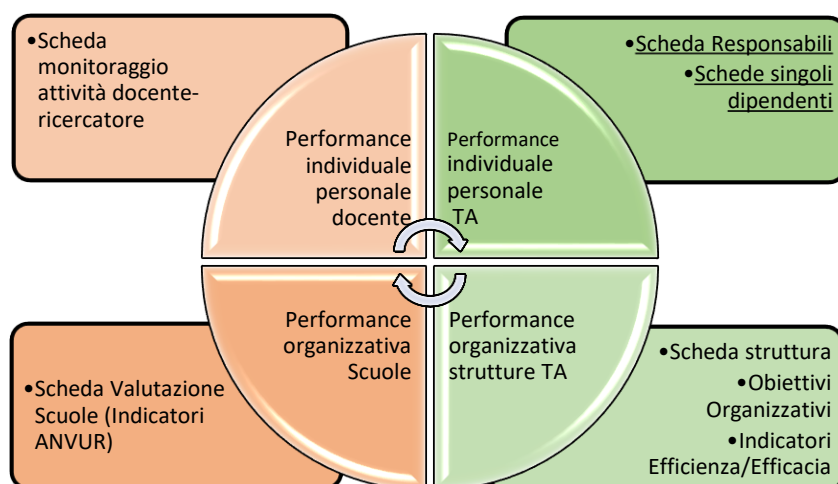 •Scheda
monitoraggio
attività docente-
ricercatore
•Scheda Responsabili
•Schede singoli
dipendenti
Performance
individuale
personale
docente
Performance
individuale
personale
TA
Performance
organizzativa
Scuole
Performance
organizzativa
strutture TA
•Scheda Valutazione
Scuole (Indicatori
ANVUR)
•Scheda struttura
•Obiettivi
Organizzativi
•Indicatori
Efficienza/Efficacia